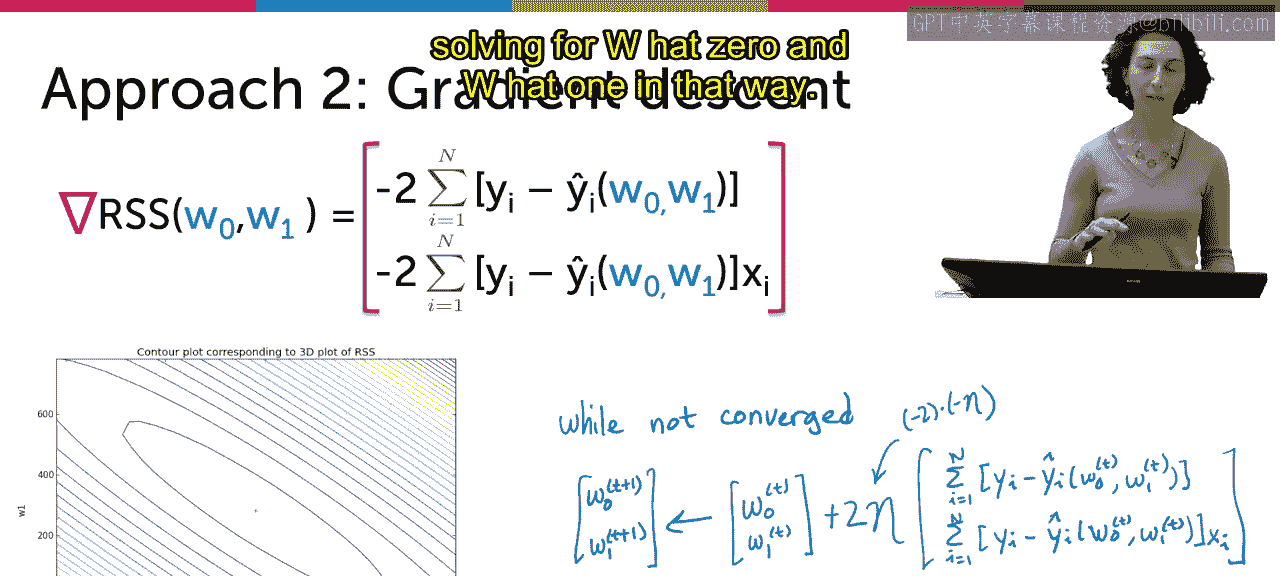 GPT中英字幕课程资源@bilibili.com
solving for W hat zero and
W hat one in that way.
Approach 2: Gradient descent
∇RSS(w₀,w₁ ) = [ -2 ∑_{i=1}^{N} [yᵢ – ŷᵢ(w₀,w₁)]
-2 ∑_{i=1}^{N} [yᵢ – ŷᵢ(w₀,w₁)]xᵢ ]
Contour plot corresponding to 3D plot of RSS
600
400
200
w1
while not converged (-2)·(-η)
[ w₀^(t+1) ← [ w₀^(t) + 2η [ ∑_{i=1}^{N} [yᵢ - ŷᵢ(w₀^(t), w₁^(t))]
w₁^(t+1) ] w₁^(t) ] ∑_{i=1}^{N} [yᵢ - ŷᵢ(w₀^(t), w₁^(t))]xᵢ ]